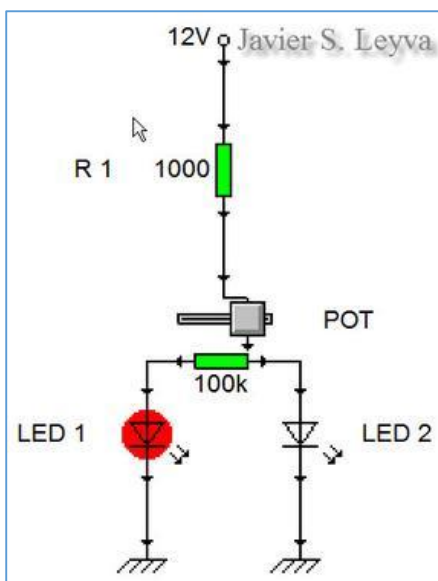 12V Javier S. Leyva
R 1 1000
POT
100k
LED 1 LED 2